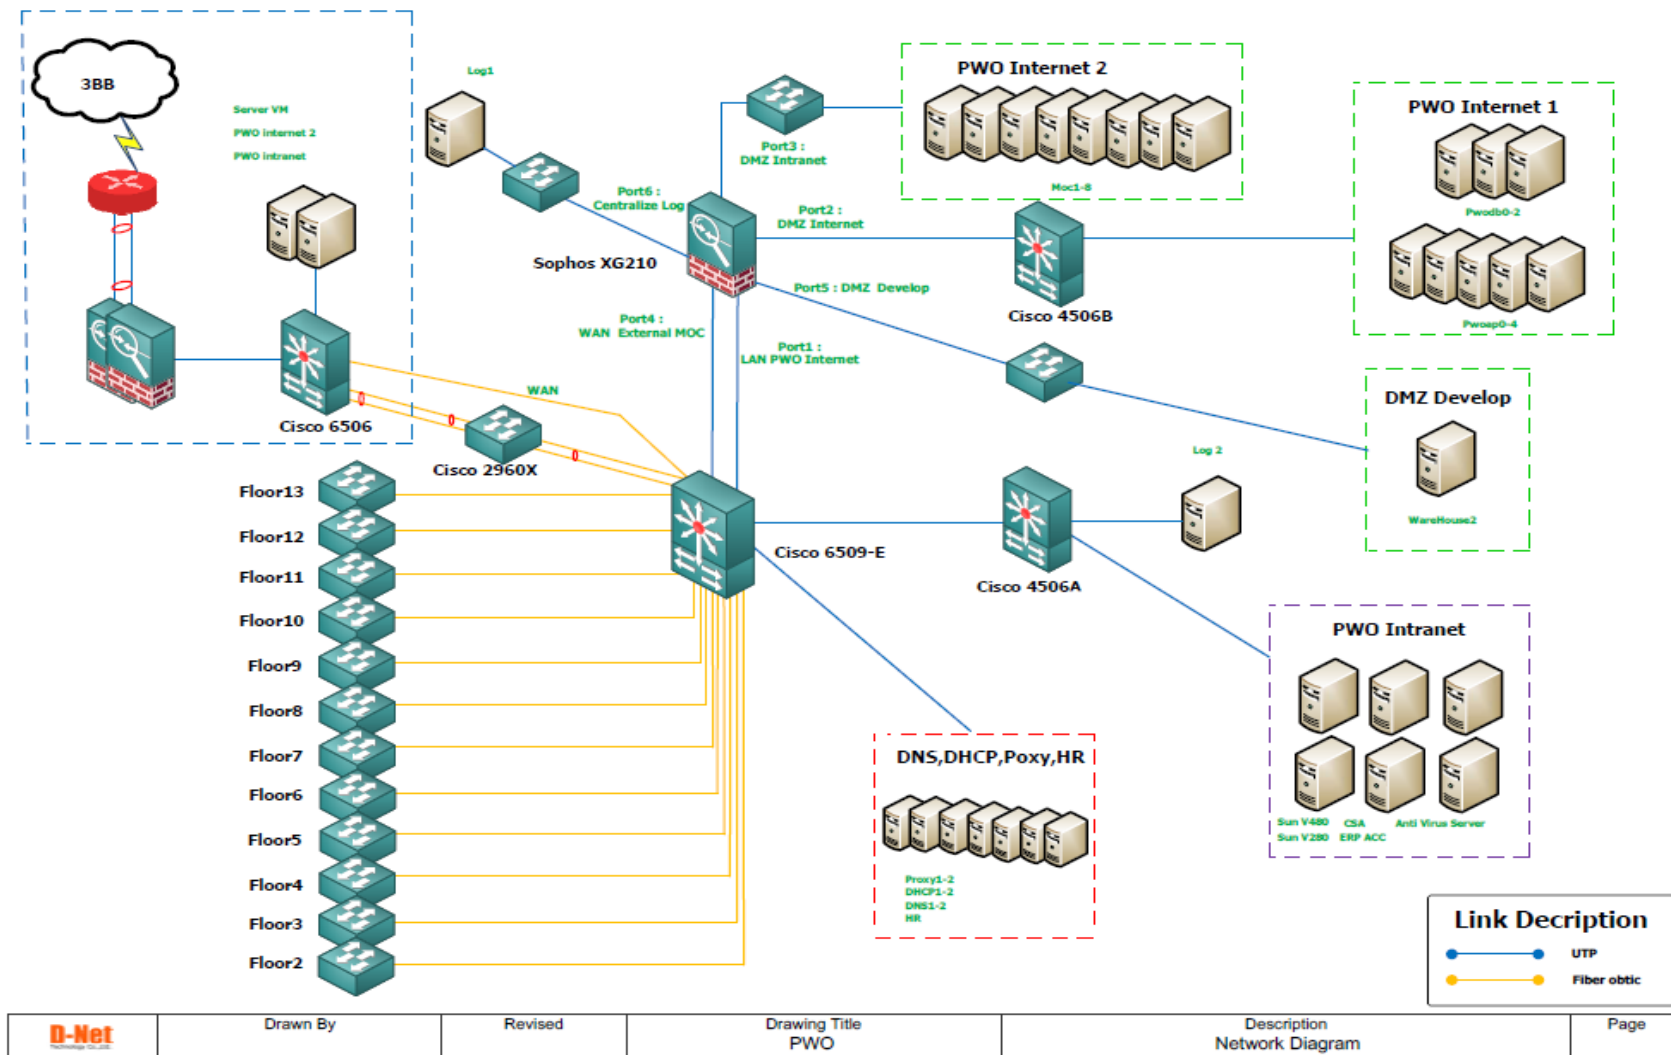 3BB
Server VM
PWO internet 2
PWO intranet
Log1
Port6 :
Centralize Log
Port3 :
DMZ Intranet
PWO Internet 2
Moc1-8
PWO Internet 1
Pwodb0-2
Pwoap0-4
Port2 :
DMZ Internet
Sophos XG210
Port5 : DMZ Develop
Cisco 4506B
Port4 :
WAN External MOC
Port1 :
LAN PWO Internet
WAN
Cisco 6506
Cisco 2960X
DMZ Develop
WareHouse2
Log 2
Floor13
Floor12
Floor11
Floor10
Floor9
Floor8
Floor7
Floor6
Floor5
Floor4
Floor3
Floor2
Cisco 6509-E
Cisco 4506A
PWO Intranet
Sun V480 CSA Anti Virus Server
Sun V280 ERP ACC
DNS,DHCP,Poxy,HR
Proxy1-2
DHCP1-2
DNS1-2
HR
Link Decription
UTP
Fiber obtic
D-Net
Technology Co.,Ltd.
Drawn By
Revised
Drawing Title
PWO
Description
Network Diagram
Page